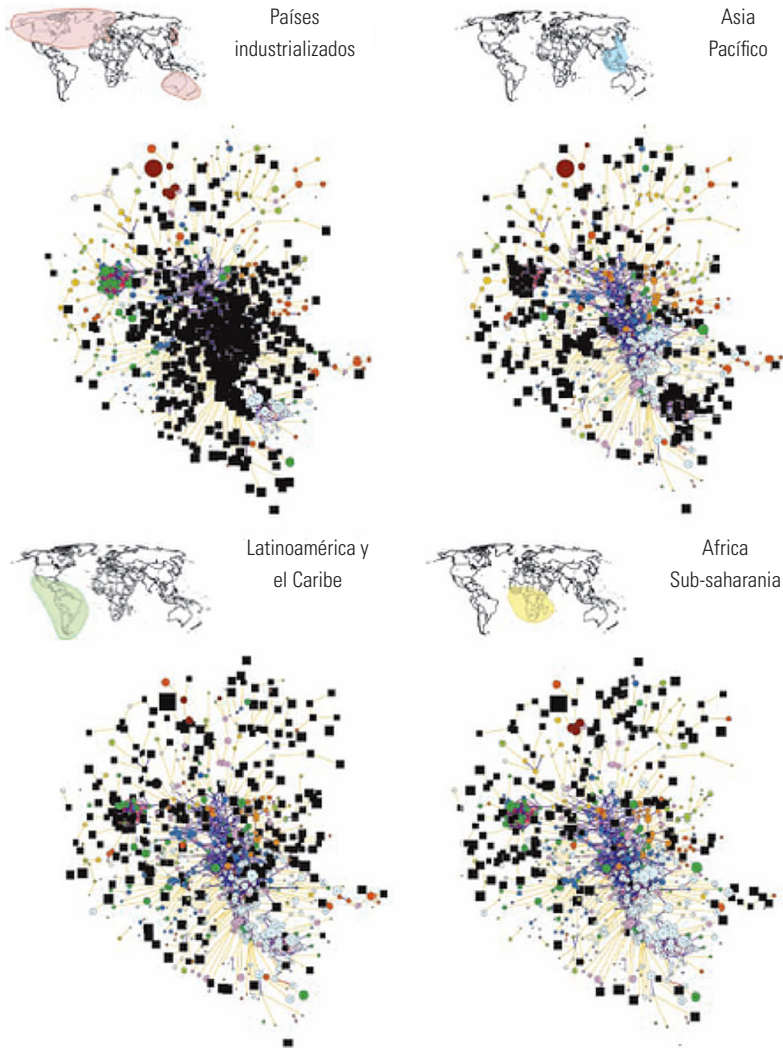 Países
industrializados
Asia
Pacífico
Latinoamérica y
el Caribe
Africa
Sub-saharania